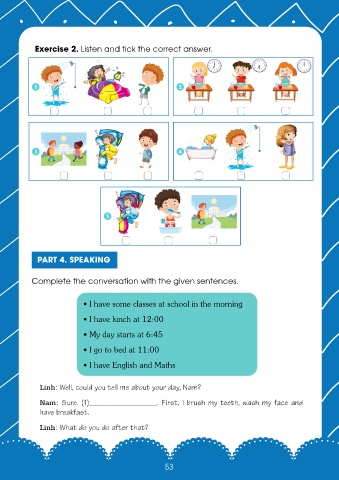 Exercise 2. Listen and tick the correct answer.
1
2
3
4
5
PART 4. SPEAKING
Complete the conversation with the given sentences.
• I have some classes at school in the morning
• I have lunch at 12:00
• My day starts at 6:45
• I go to bed at 11:00
• I have English and Maths
Linh: Well, could you tell me about your day, Nam?
Nam: Sure. (1)________________. First, I brush my teeth, wash my face and
have breakfast.
Linh: What do you do after that?
53